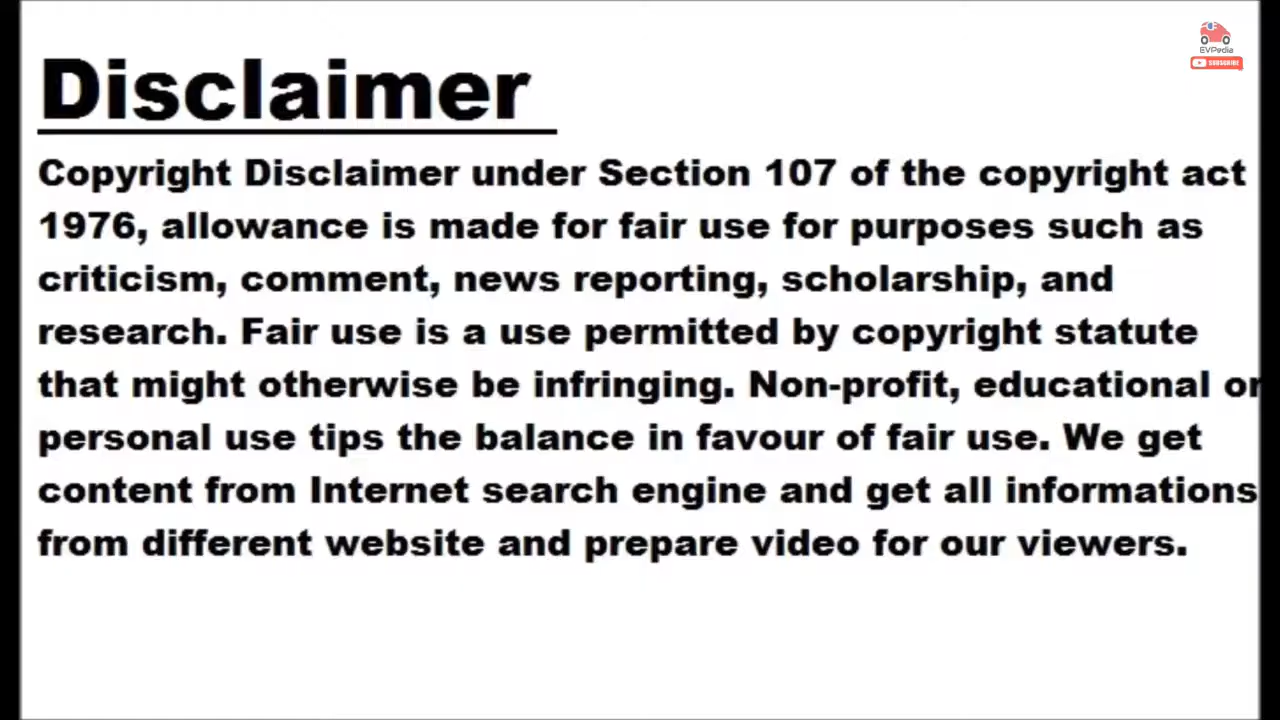 EVPedia
SUBSCRIBE
Disclaimer
Copyright Disclaimer under Section 107 of the copyright act
1976, allowance is made for fair use for purposes such as
criticism, comment, news reporting, scholarship, and
research. Fair use is a use permitted by copyright statute
that might otherwise be infringing. Non-profit, educational or
personal use tips the balance in favour of fair use. We get
content from Internet search engine and get all informations
from different website and prepare video for our viewers.